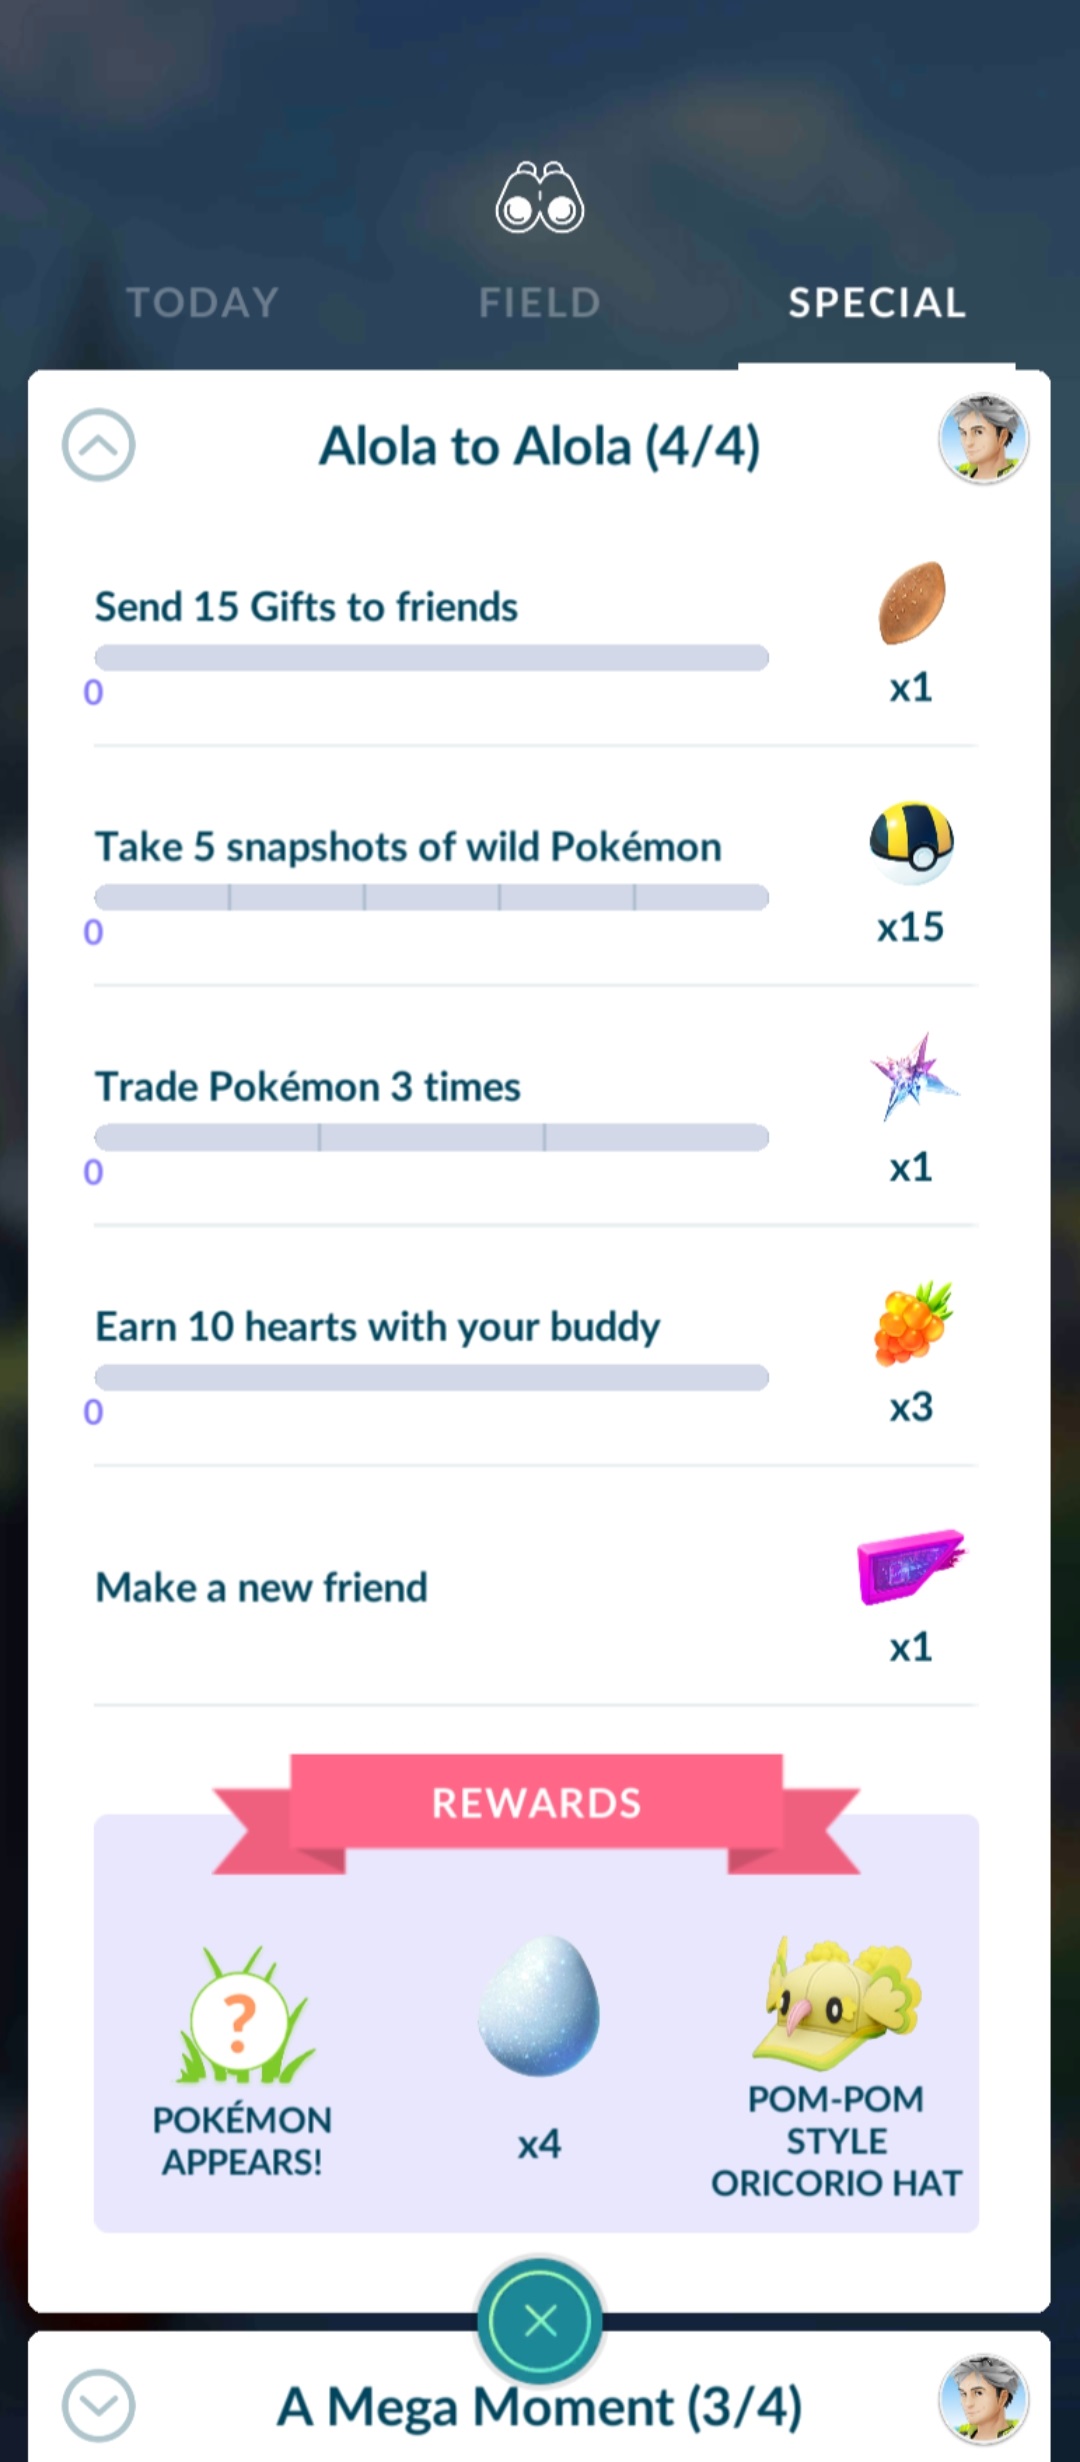 TODAY
FIELD
SPECIAL
Alola to Alola (4/4)
Send 15 Gifts to friends
0
x1
Take 5 snapshots of wild Pokémon
0
x15
Trade Pokémon 3 times
0
x1
Earn 10 hearts with your buddy
0
x3
Make a new friend
x1
REWARDS
?
POKÉMON
APPEARS!
x4
POM-POM
STYLE
ORICORIO HAT
A Mega Moment (3/4)